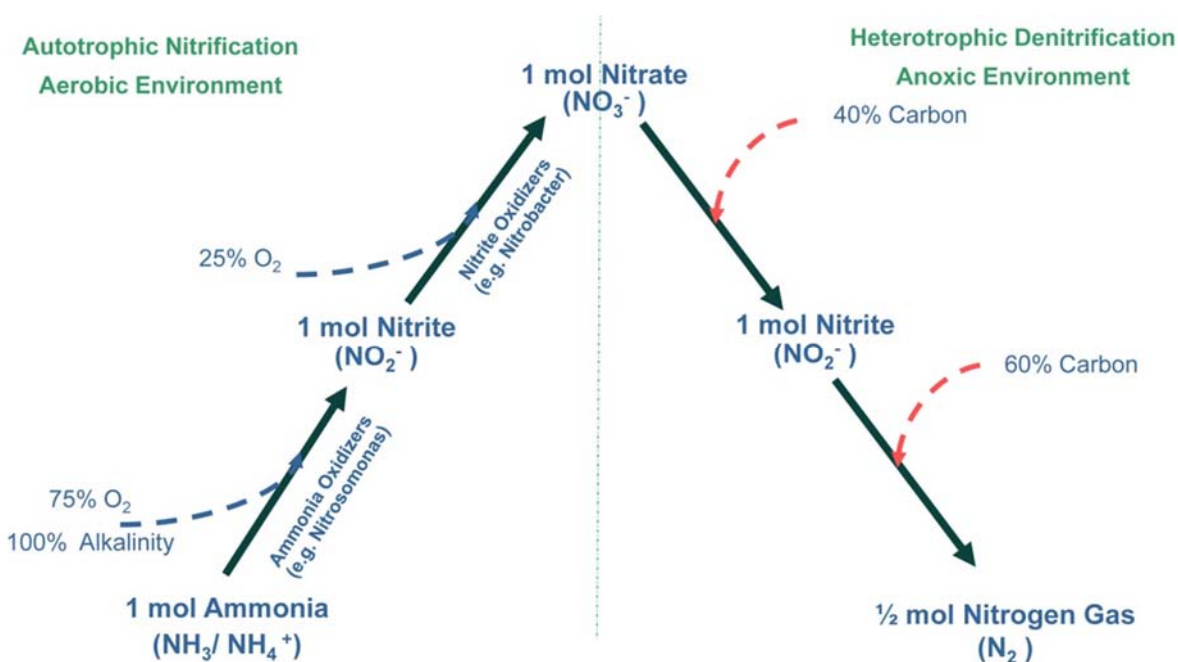 Autotrophic Nitrification
Aerobic Environment
Heterotrophic Denitrification
Anoxic Environment
1 mol Nitrate
(NO₃⁻ )
40% Carbon
25% O₂
Nitrite Oxidizers
(e.g. Nitrobacter)
1 mol Nitrite
(NO₂⁻ )
1 mol Nitrite
(NO₂⁻ )
60% Carbon
75% O₂
100% Alkalinity
Ammonia Oxidizers
(e.g. Nitrosomonas)
1 mol Ammonia
(NH₃/ NH₄⁺ )
½ mol Nitrogen Gas
(N₂ )